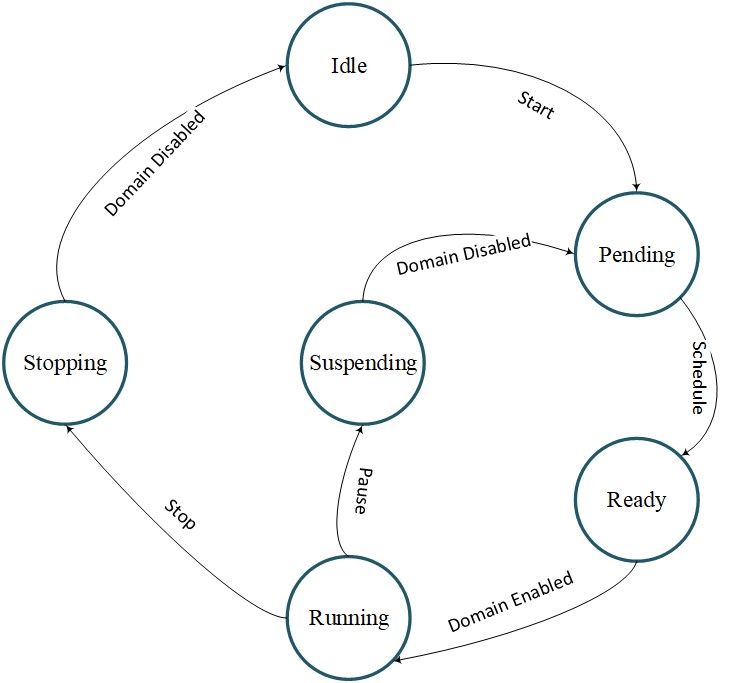 Idle
Start
Domain Disabled
Pending
Domain Disabled
Stopping
Suspending
Schedule
Ready
Pause
Stop
Domain Enabled
Running